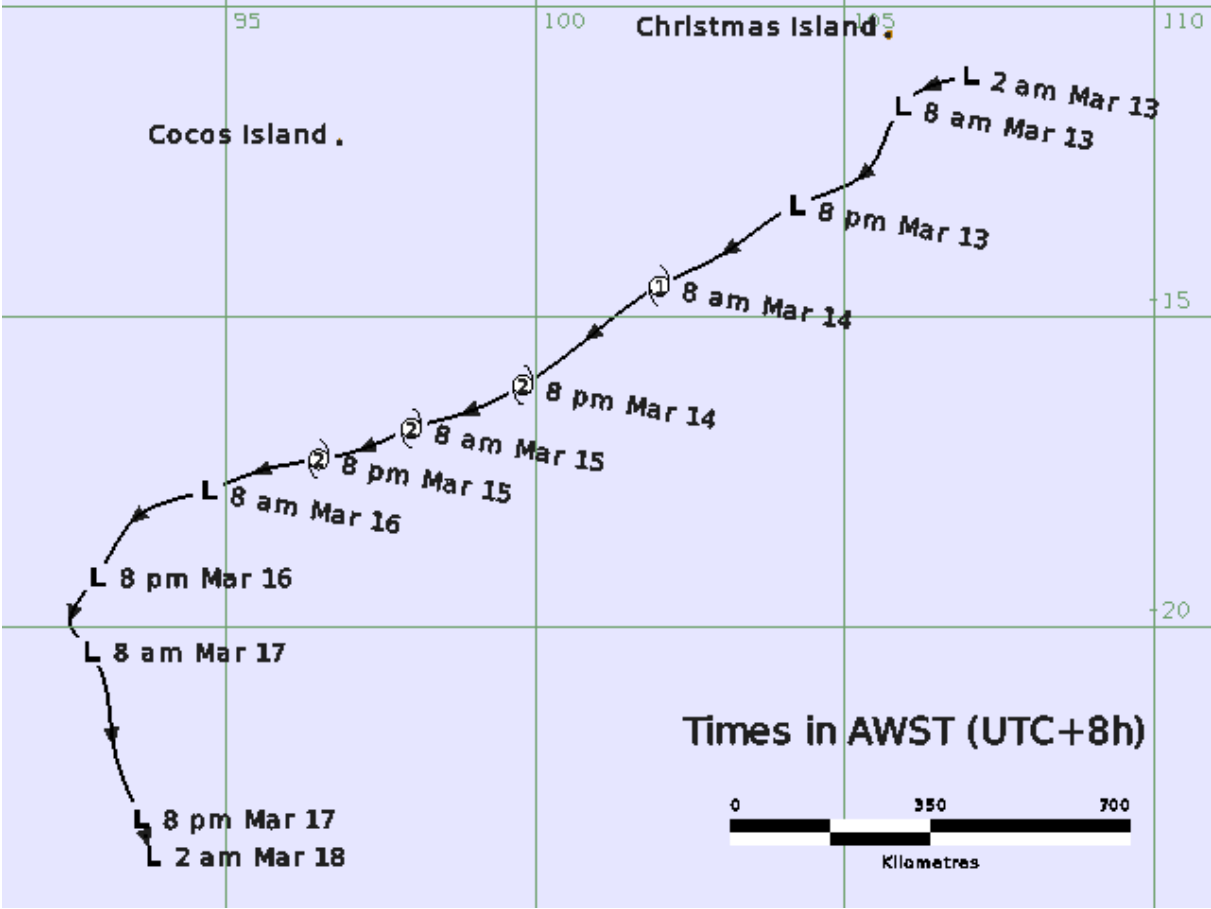 95
100
105
110
Christmas Island
L 2 am Mar 13
L 8 am Mar 13
Cocos Island
L 8 pm Mar 13
1 8 am Mar 14
15
2 8 pm Mar 14
2 8 am Mar 15
2 8 pm Mar 15
L 8 am Mar 16
L 8 pm Mar 16
20
L 8 am Mar 17
Times in AWST (UTC+8h)
0 350 700
Kilometres
L 8 pm Mar 17
L 2 am Mar 18